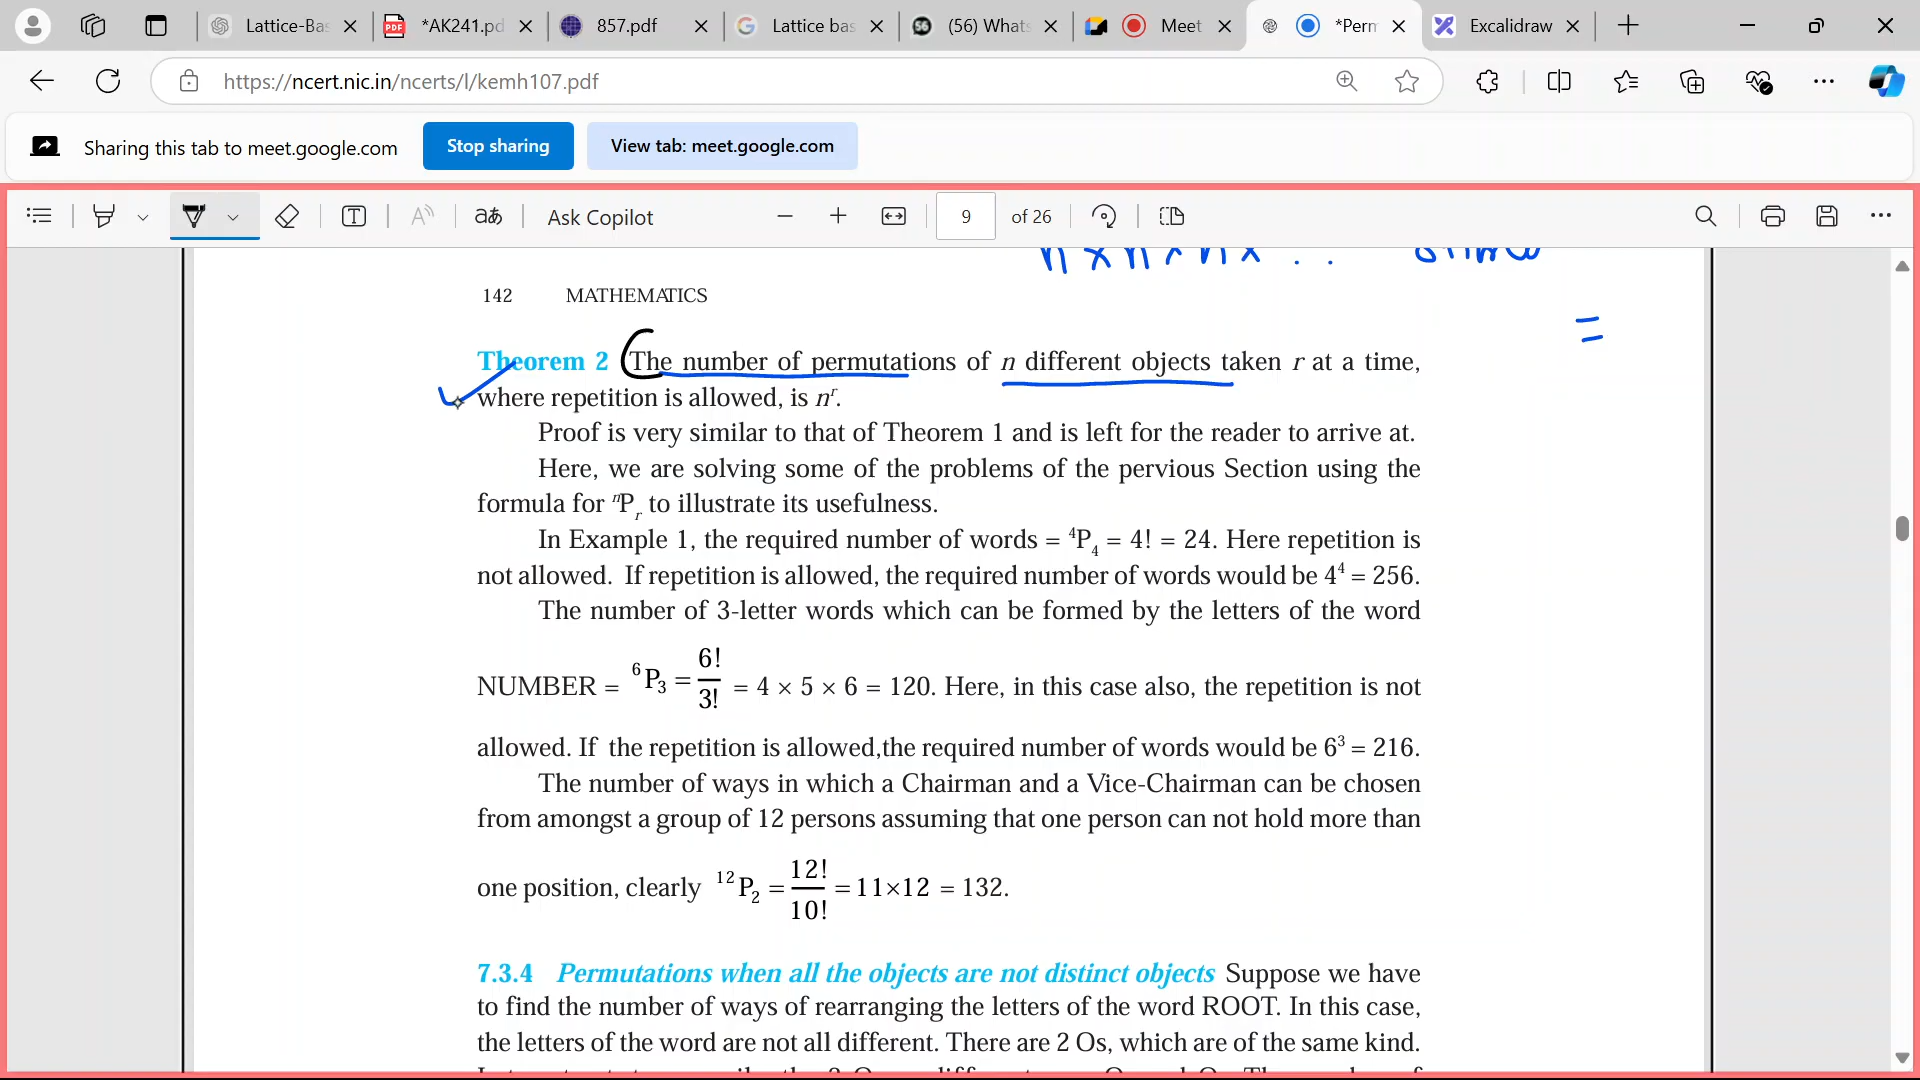 Lattice-Ba
*AK241.pd
857.pdf
Lattice bas
(56) Whats
Meet
*Perm
Excalidraw
https://ncert.nic.in/ncerts/l/kemh107.pdf
Sharing this tab to meet.google.com
Stop sharing
View tab: meet.google.com
Ask Copilot
9 of 26
n×n×n×..
=
142 MATHEMATICS
Theorem 2 The number of permutations of n different objects taken r at a time,
where repetition is allowed, is nʳ.
Proof is very similar to that of Theorem 1 and is left for the reader to arrive at.
Here, we are solving some of the problems of the pervious Section using the
formula for ⁿPᵣ to illustrate its usefulness.
In Example 1, the required number of words = ⁴P₄ = 4! = 24. Here repetition is
not allowed. If repetition is allowed, the required number of words would be 4⁴ = 256.
The number of 3-letter words which can be formed by the letters of the word
NUMBER = ⁶P₃ = 6!/3! = 4 × 5 × 6 = 120. Here, in this case also, the repetition is not
allowed. If the repetition is allowed,the required number of words would be 6³ = 216.
The number of ways in which a Chairman and a Vice-Chairman can be chosen
from amongst a group of 12 persons assuming that one person can not hold more than
one position, clearly ¹²P₂ = 12!/10! = 11×12 = 132.
7.3.4 Permutations when all the objects are not distinct objects Suppose we have
to find the number of ways of rearranging the letters of the word ROOT. In this case,
the letters of the word are not all different. There are 2 Os, which are of the same kind.